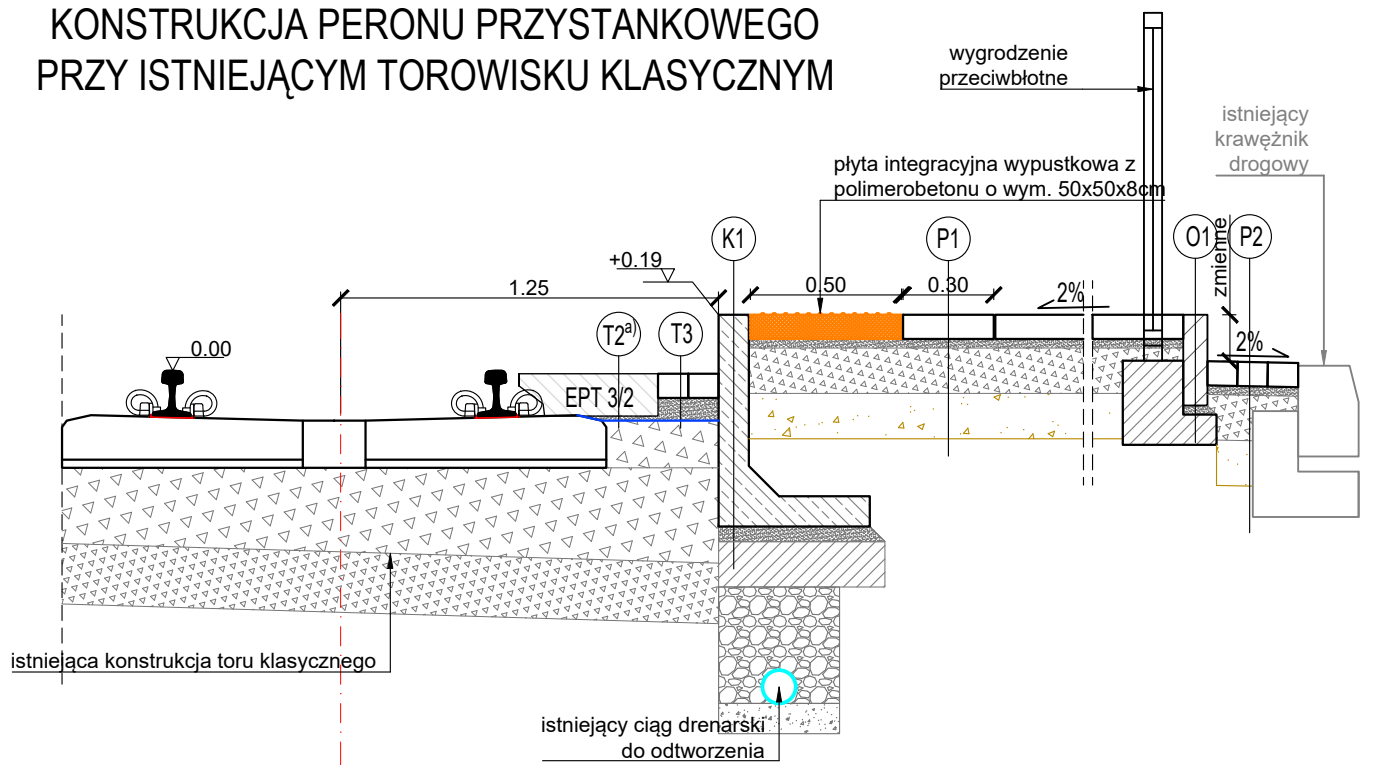 KONSTRUKCJA PERONU PRZYSTANKOWEGO
PRZY ISTNIEJĄCYM TOROWISKU KLASYCZNYM
wygrodzenie
przeciwbłotne
istniejący
krawężnik
drogowy
płyta integracyjna wypustkowa z
polimerobetonu o wym. 50x50x8cm
K1
P1
O1
zmienne
P2
+0.19
1.25
0.50
0.30
2%
T2a)
T3
2%
0.00
EPT 3/2
istniejąca konstrukcja toru klasycznego
istniejący ciąg drenarski
do odtworzenia